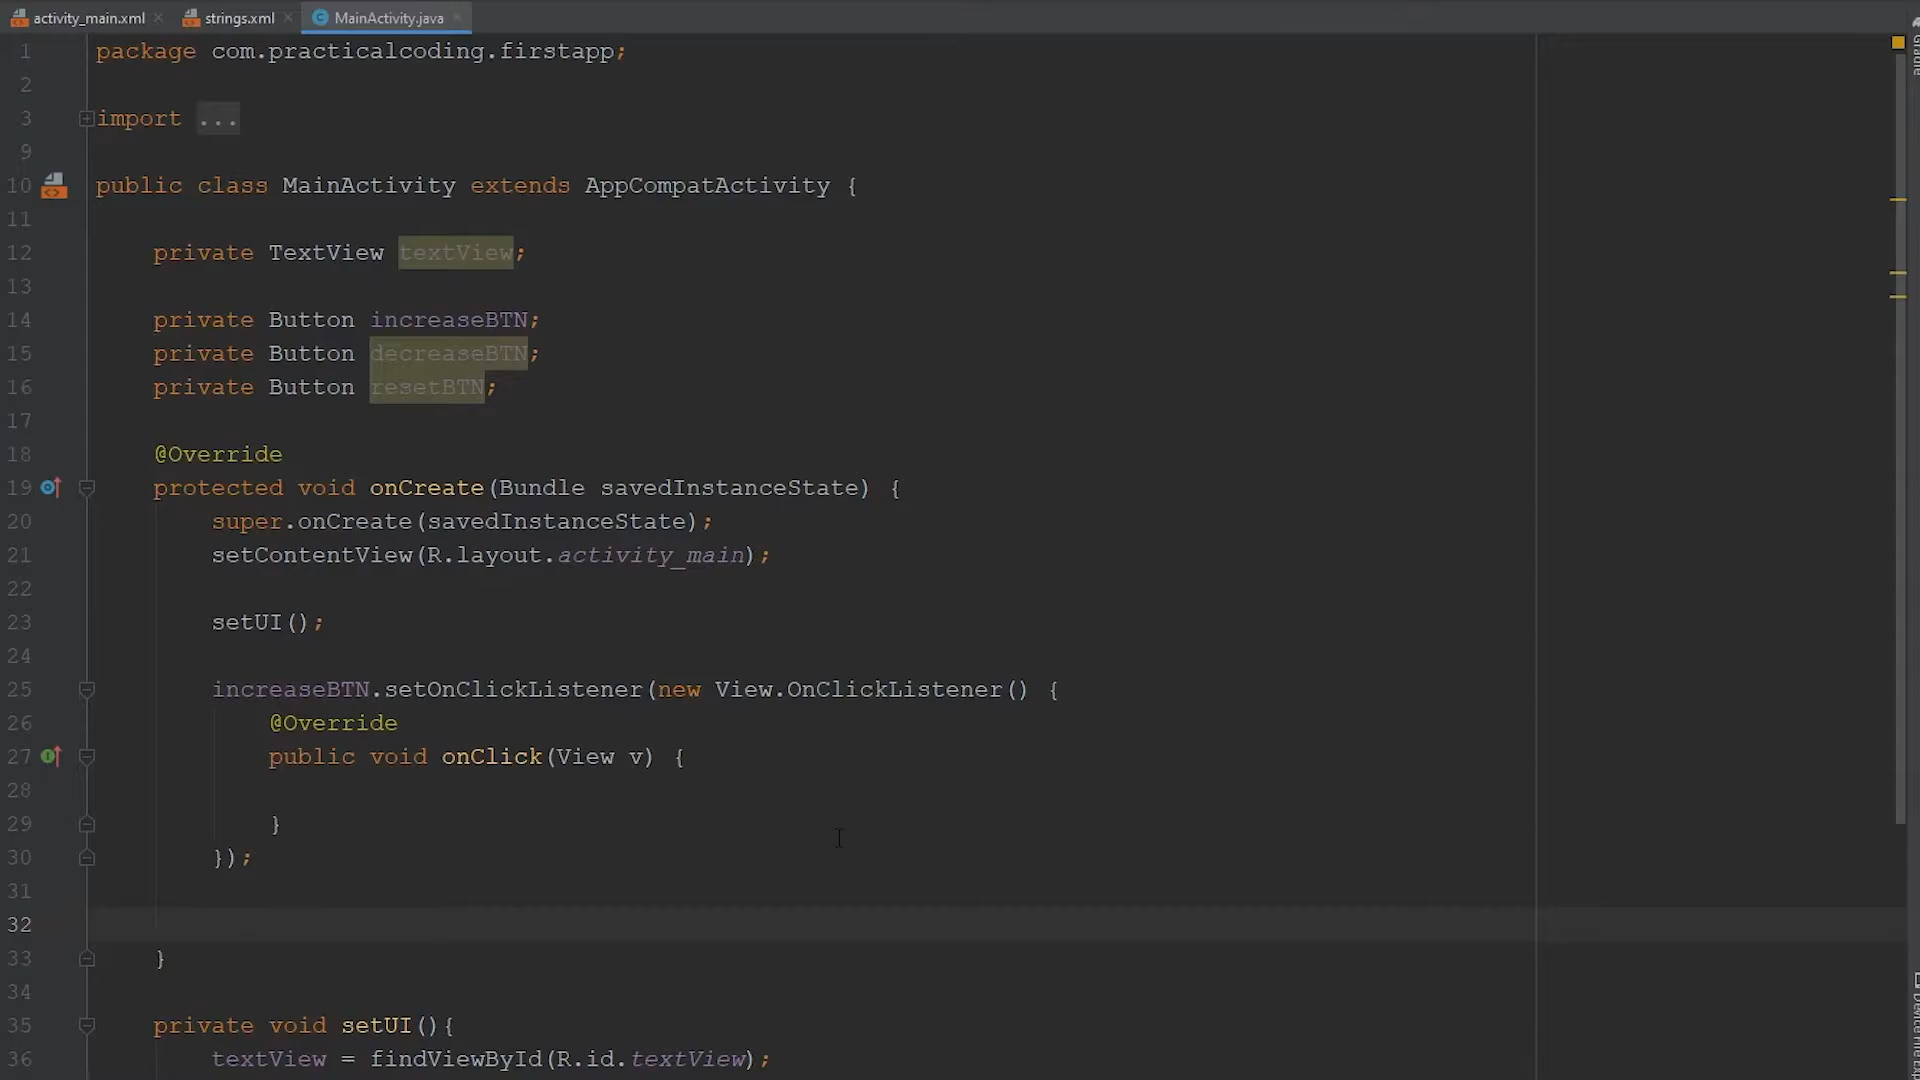 activity_main.xml strings.xml MainActivity.java
1 package com.practicalcoding.firstapp;
2
3 import ...
9
10 public class MainActivity extends AppCompatActivity {
11
12 private TextView textView;
13
14 private Button increaseBTN;
15 private Button decreaseBTN;
16 private Button resetBTN;
17
18 @Override
19 protected void onCreate(Bundle savedInstanceState) {
20 super.onCreate(savedInstanceState);
21 setContentView(R.layout.activity_main);
22
23 setUI();
24
25 increaseBTN.setOnClickListener(new View.OnClickListener() {
26 @Override
27 public void onClick(View v) {
28
29 }
30 });
31
32
33 }
34
35 private void setUI(){
36 textView = findViewById(R.id.textView);
Gradle